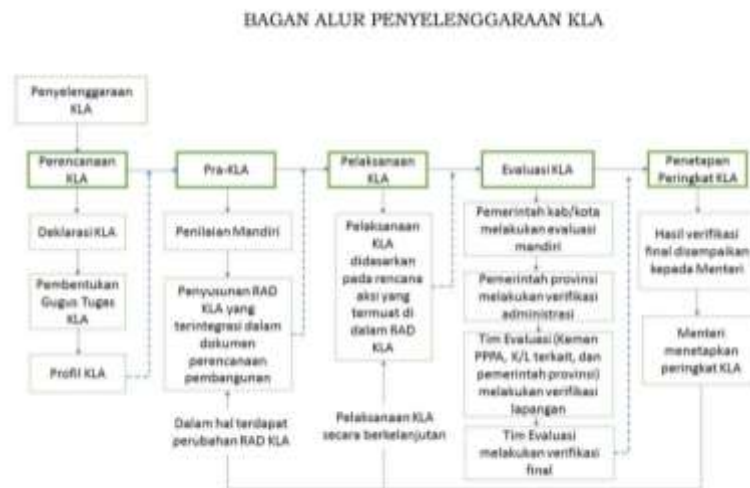 BAGAN ALUR PENYELENGGARAAN KLA
Penyelenggaraan
KLA
Perencanaan
KLA
Deklarasi KLA
Pembentukan
Gugus Tugas
KLA
Profil KLA
Pra-KLA
Penilaian Mandiri
Penyusunan RAD
KLA yang
terintegrasi dalam
dokumen
perencanaan
pembangunan
Dalam hal terdapat
perubahan RAD KLA
Pelaksanaan
KLA
Pelaksanaan
KLA
didasarkan
pada rencana
aksi yang
termuat di
dalam RAD
KLA
Pelaksanaan KLA
secara berkelanjutan
Evaluasi KLA
Pemerintah kab/kota
melakukan evaluasi
mandiri
Pemerintah provinsi
melakukan verifikasi
administrasi
Tim Evaluasi (Kemen
PPPA, K/L terkait, dan
pemerintah provinsi)
melakukan verifikasi
lapangan
Tim Evaluasi
melakukan verifikasi
final
Penetapan
Peringkat KLA
Hasil verifikasi
final disampaikan
kepada Menteri
Menteri
menetapkan
peringkat KLA